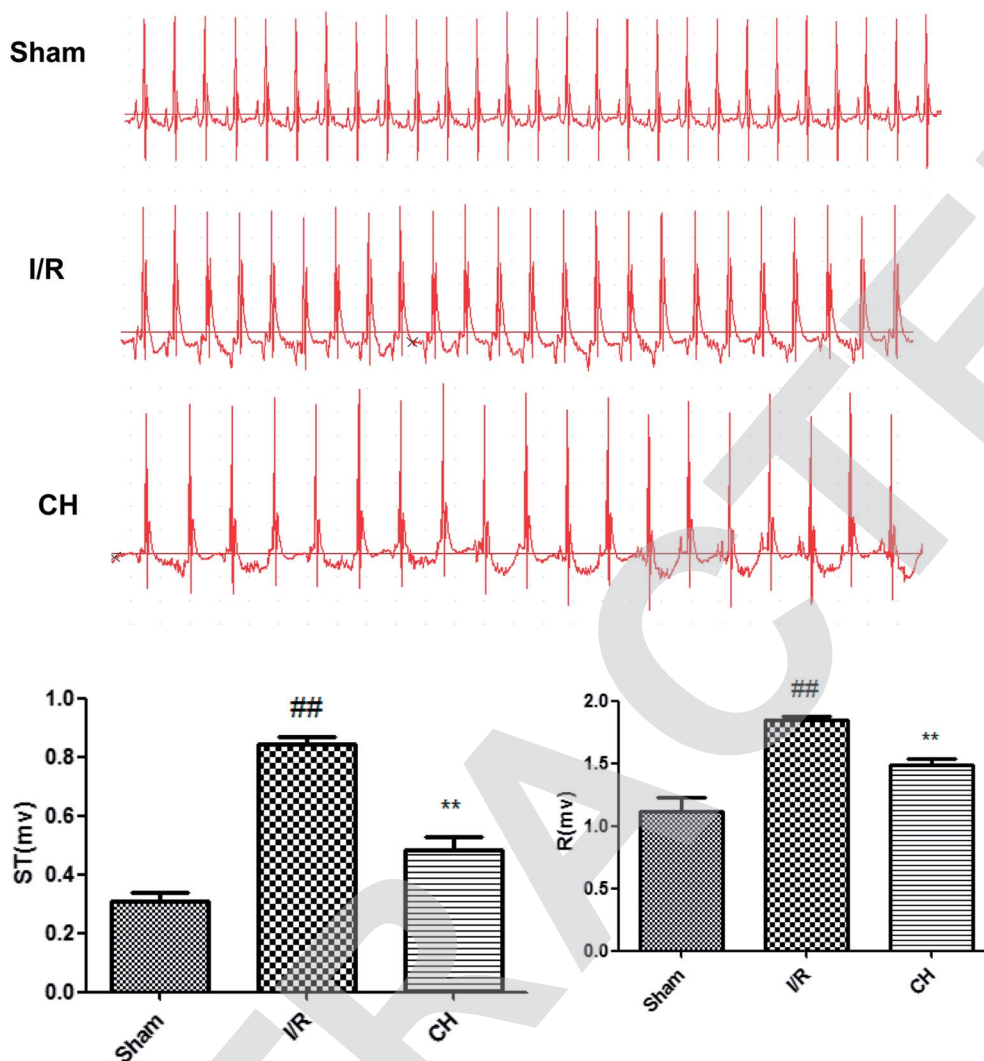 Sham
I/R
CH
ST(mv)
1.0
0.8
0.6
0.4
0.2
0.0
##
**
Sham
I/R
CH
R(mv)
2.0
1.5
1.0
0.5
0.0
##
**
Sham
I/R
CH
TRACTE